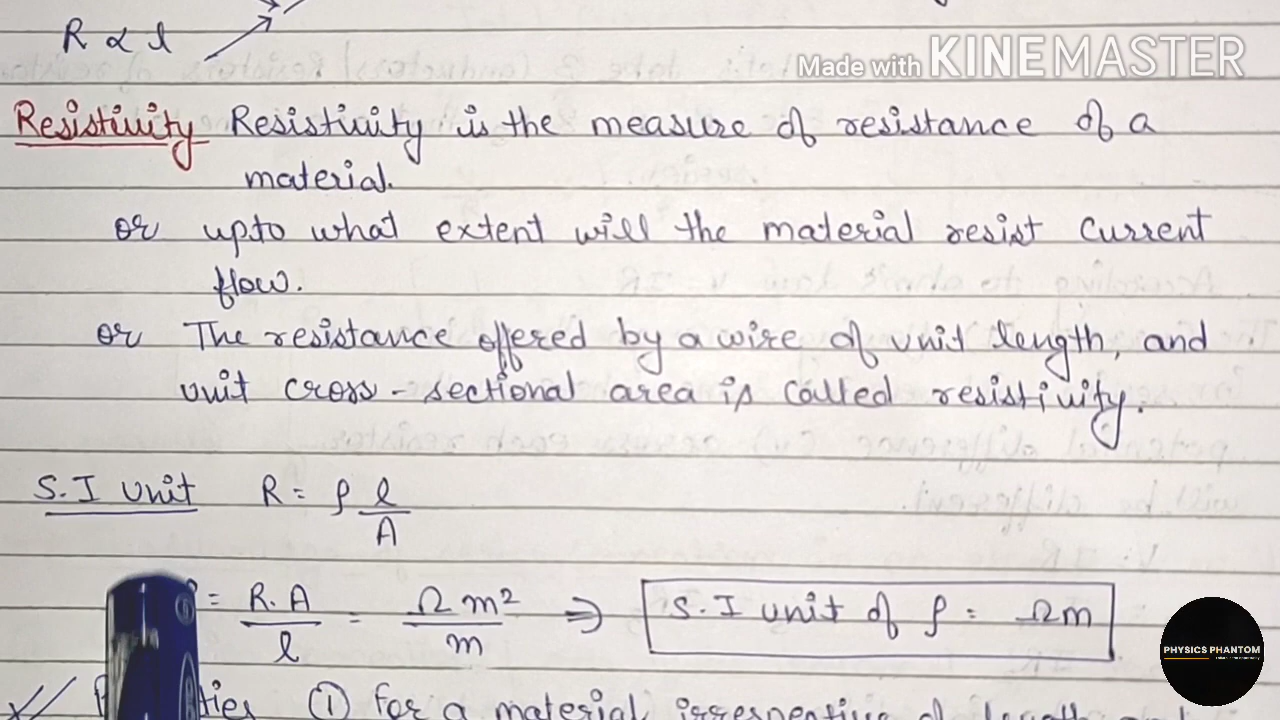 R ∝ l
Made with KINEMASTER
Resistivity Resistivity is the measure of resistance of a
material.
or upto what extent will the material resist current
flow.
or The resistance offered by a wire of unit length, and
unit cross-sectional area is called resistivity.
S.I unit R = ρ l/A
= R.A/l = Ωm²/m ⇒ S.I unit of ρ = Ωm
PHYSICS PHANTOM
① For a material irrespective of length